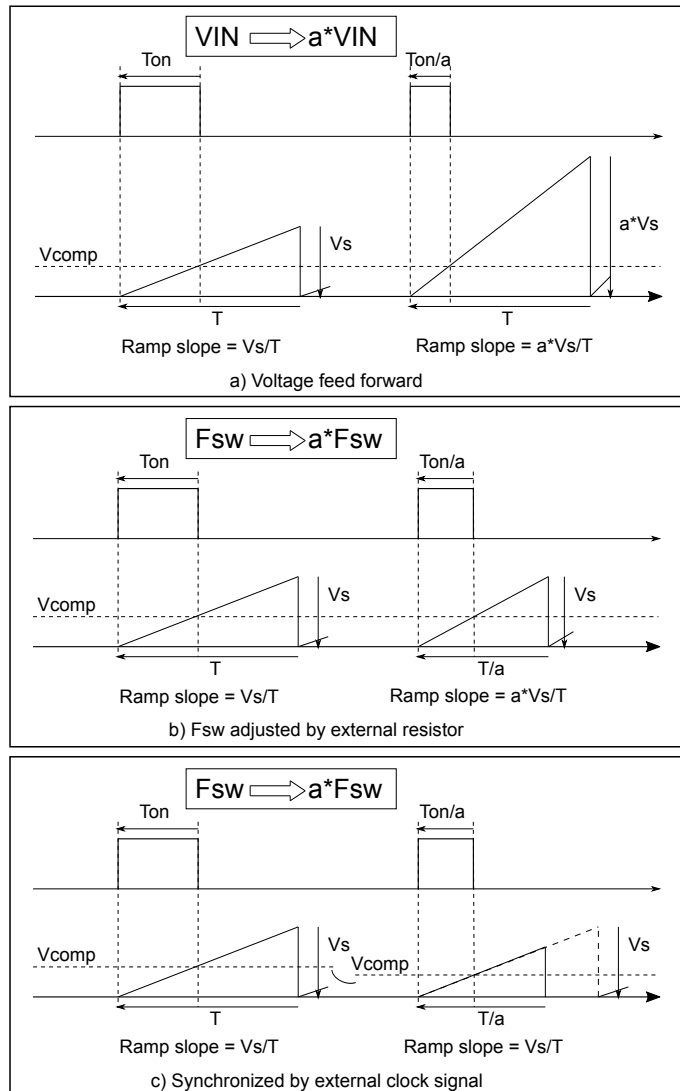 VIN a*VIN
Ton Ton/a
Vcomp Vs a*Vs
T T
Ramp slope = Vs/T Ramp slope = a*Vs/T
a) Voltage feed forward
Fsw a*Fsw
Ton Ton/a
Vcomp Vs Vs
T T/a
Ramp slope = Vs/T Ramp slope = a*Vs/T
b) Fsw adjusted by external resistor
Fsw a*Fsw
Ton Ton/a
Vcomp Vs Vcomp Vs
T T/a
Ramp slope = Vs/T Ramp slope = Vs/T
c) Synchronized by external clock signal